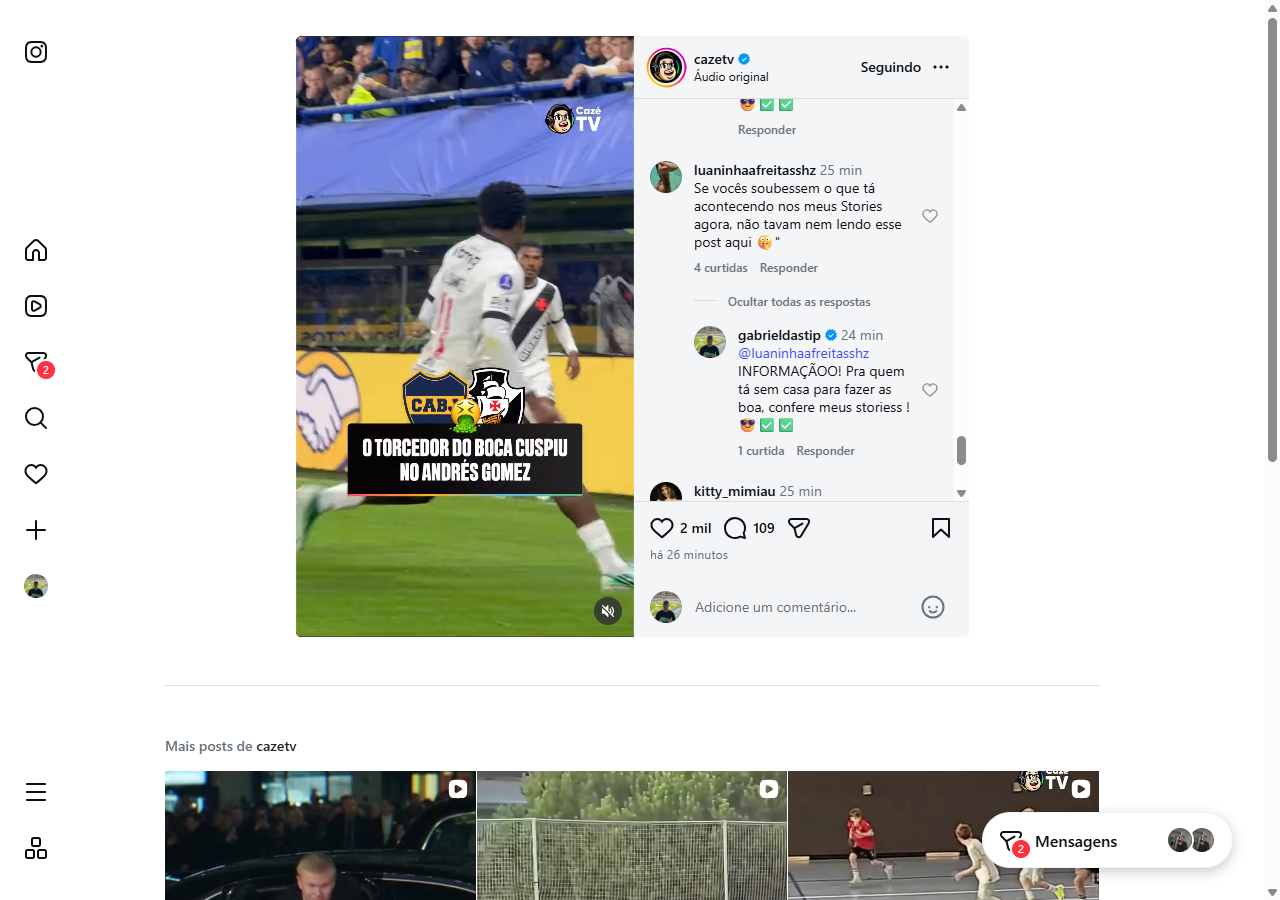 Cazé
TV
CABJ
O TORCEDOR DO BOCA CUSPIU
NO ANDRÉS GOMEZ
cazetv
Áudio original
Seguindo
😎 ✅ ✅
Responder
luaninhaafreitasshz 25 min
Se vocês soubessem o que tá
acontecendo nos meus Stories
agora, não tavam nem lendo esse
post aqui 🫣 "
4 curtidas Responder
Ocultar todas as respostas
gabrieldastip 24 min
@luaninhaafreitasshz
INFORMAÇÃOO! Pra quem
tá sem casa para fazer as
boa, confere meus storiess !
😎 ✅ ✅
1 curtida Responder
kitty_mimiau 25 min
2 mil 109
há 26 minutos
Adicione um comentário...
2
Mais posts de cazetv
TV
2
Mensagens